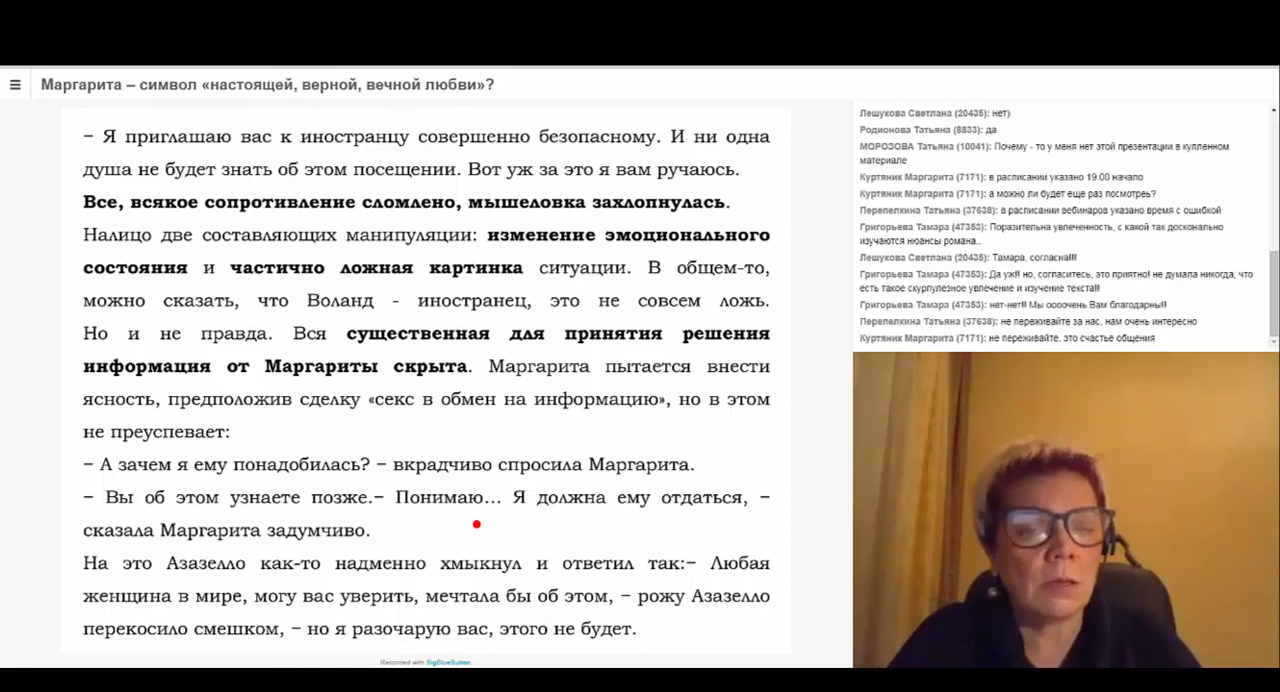 Маргарита – символ «настоящей, верной, вечной любви»?
− Я приглашаю вас к иностранцу совершенно безопасному. И ни одна
душа не будет знать об этом посещении. Вот уж за это я вам ручаюсь.
Все, всякое сопротивление сломлено, мышеловка захлопнулась.
Налицо две составляющих манипуляции: изменение эмоционального
состояния и частично ложная картинка ситуации. В общем-то,
можно сказать, что Воланд - иностранец, это не совсем ложь.
Но и не правда. Вся существенная для принятия решения
информация от Маргариты скрыта. Маргарита пытается внести
ясность, предположив сделку «секс в обмен на информацию», но в этом
не преуспевает:
− А зачем я ему понадобилась? − вкрадчиво спросила Маргарита.
− Вы об этом узнаете позже.− Понимаю... Я должна ему отдаться, −
сказала Маргарита задумчиво.
На это Азазелло как-то надменно хмыкнул и ответил так:− Любая
женщина в мире, могу вас уверить, мечтала бы об этом, − рожу Азазелло
перекосило смешком, − но я разочарую вас, этого не будет.
Recorded with BigBlueButton.
Лешукова Светлана (20435): нет)
Родионова Татьяна (8833): да
МОРОЗОВА Татьяна (10041): Почему - то у меня нет этой презентации в купленном
материале
Куртяник Маргарита (7171): в расписании указано 19.00 начало
Куртяник Маргарита (7171): а можно ли будет еще раз посмотреь?
Перепелкина Татьяна (37638): в расписании вебинаров указано время с ошибкой
Григорьева Тамара (47353): Поразительна увлеченность, с какой так досконально
изучаются нюансы романа..
Лешукова Светлана (20435): Тамара, согласна!!!
Григорьева Тамара (47353): Да уж!! но, согласитесь, это приятно! не думала никогда, что
есть такое скурпулезное увлечение и изучение текста!!
Григорьева Тамара (47353): нет-нет!! Мы оооочень Вам благодарны!!
Перепелкина Татьяна (37638): не переживайте за нас, нам очень интересно
Куртяник Маргарита (7171): не переживайте. это счастье общения